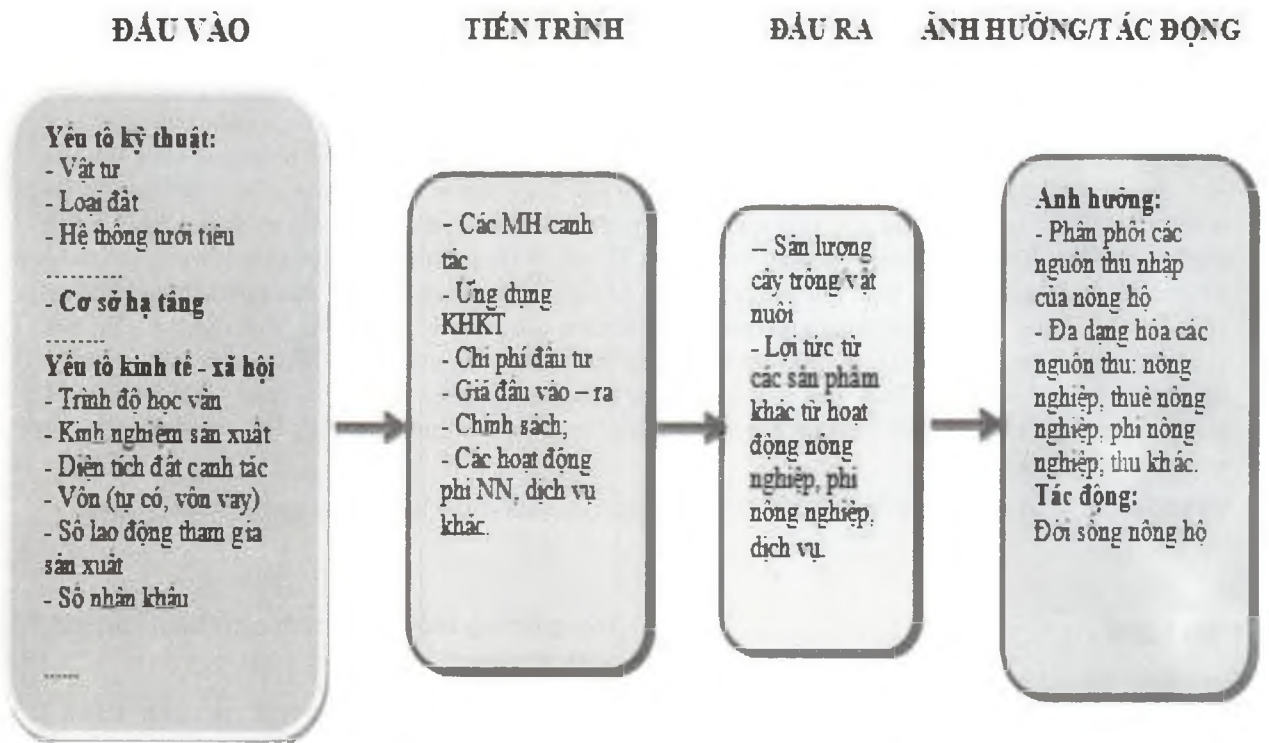 ĐẦU VÀO
TIẾN TRÌNH
ĐẦU RA
ẢNH HƯỞNG/TÁC ĐỘNG
Yếu tố kỹ thuật:
- Vật tư
- Loại đất
- Hệ thống tưới tiêu
...........
- Cơ sở hạ tầng
........
Yếu tố kinh tế - xã hội
- Trình độ học vấn
- Kinh nghiệm sản xuất
- Diện tích đất canh tác
- Vốn (tự có, vốn vay)
- Số lao động tham gia
sản xuất
- Số nhân khẩu
......
- Các MH canh
tác
- Ứng dụng
KHKT
- Chi phí đầu tư
- Giá đầu vào – ra
- Chính sách;
- Các hoạt động
phi NN, dịch vụ
khác.
– Sản lượng
cây trồng/vật
nuôi
- Lợi tức từ
các sản phẩm
khác từ hoạt
động nông
nghiệp, phi
nông nghiệp,
dịch vụ.
Ảnh hưởng:
- Phân phối các
nguồn thu nhập
của nông hộ
- Đa dạng hóa các
nguồn thu: nông
nghiệp, thuê nông
nghiệp, phi nông
nghiệp; thu khác.
Tác động:
Đời sống nông hộ